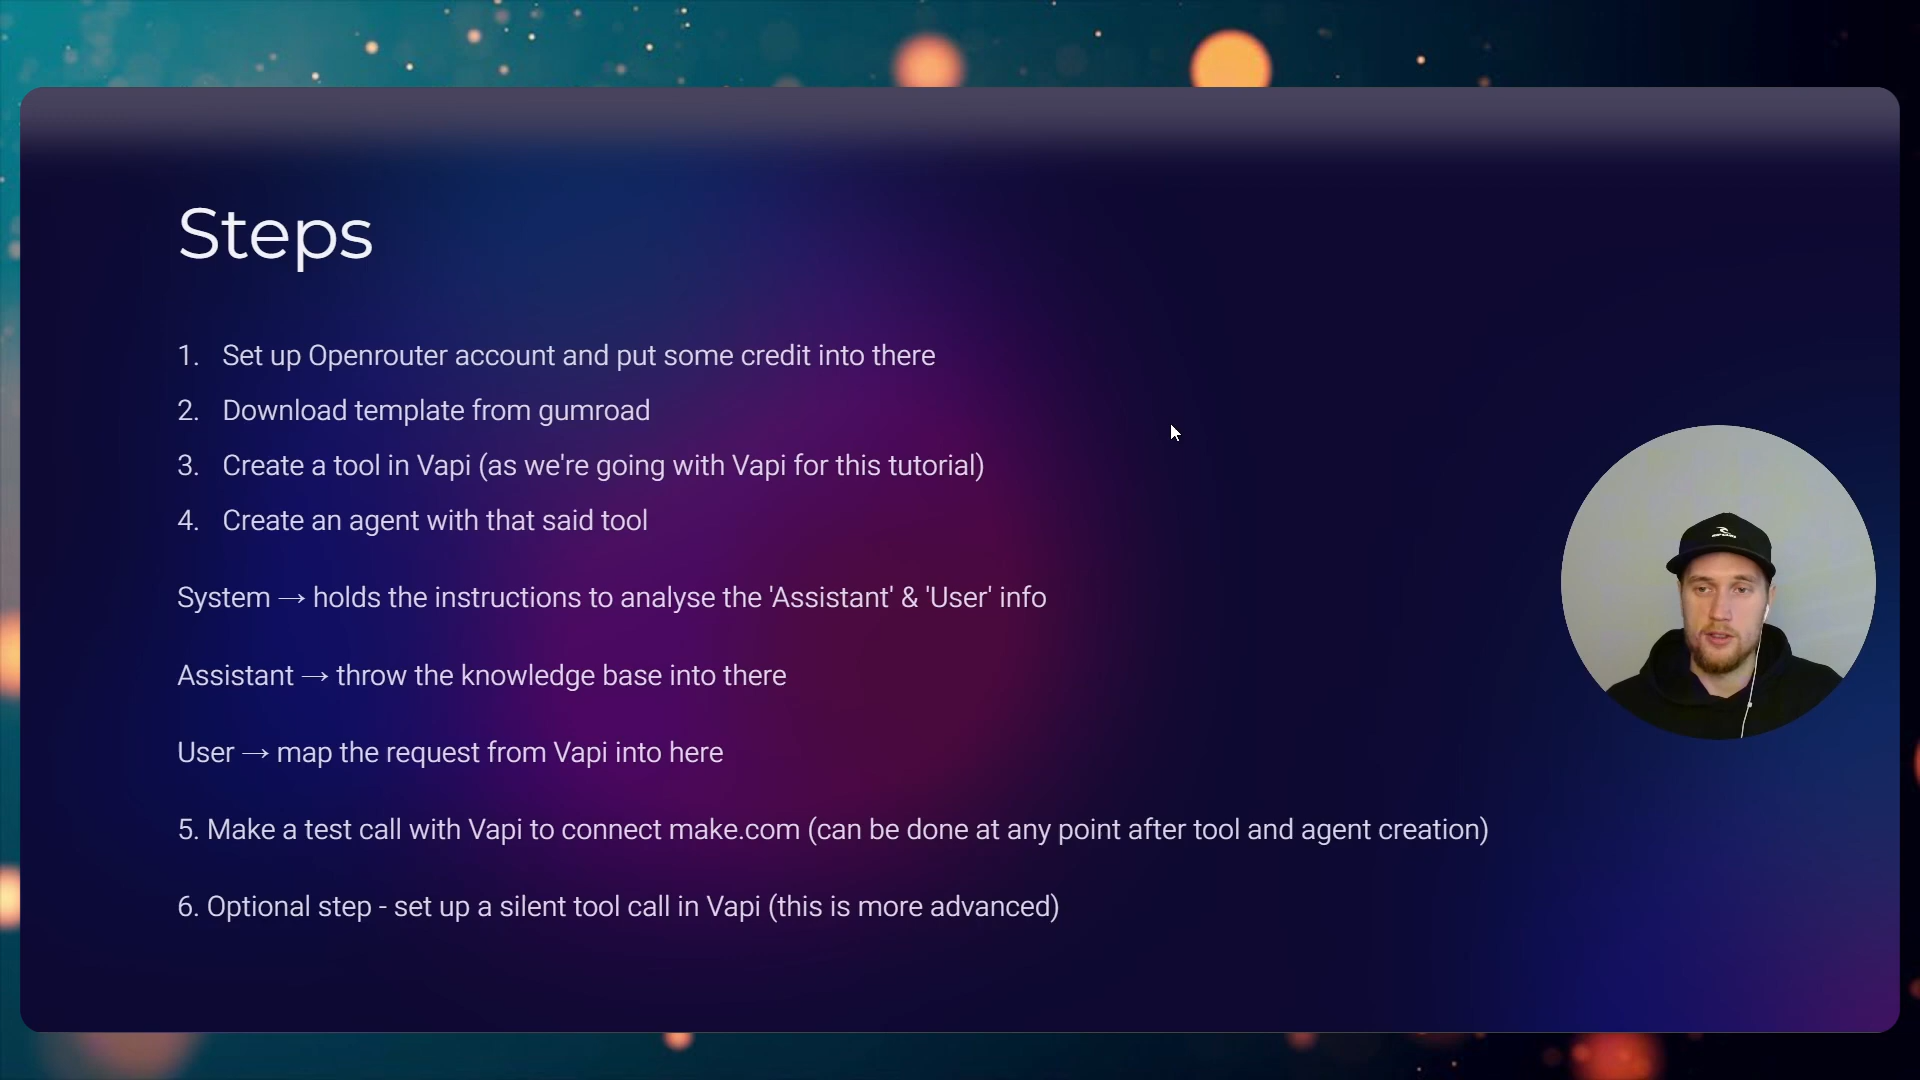 Steps
1. Set up Openrouter account and put some credit into there
2. Download template from gumroad
3. Create a tool in Vapi (as we're going with Vapi for this tutorial)
4. Create an agent with that said tool
System → holds the instructions to analyse the 'Assistant' & 'User' info
Assistant → throw the knowledge base into there
User → map the request from Vapi into here
5. Make a test call with Vapi to connect make.com (can be done at any point after tool and agent creation)
6. Optional step - set up a silent tool call in Vapi (this is more advanced)